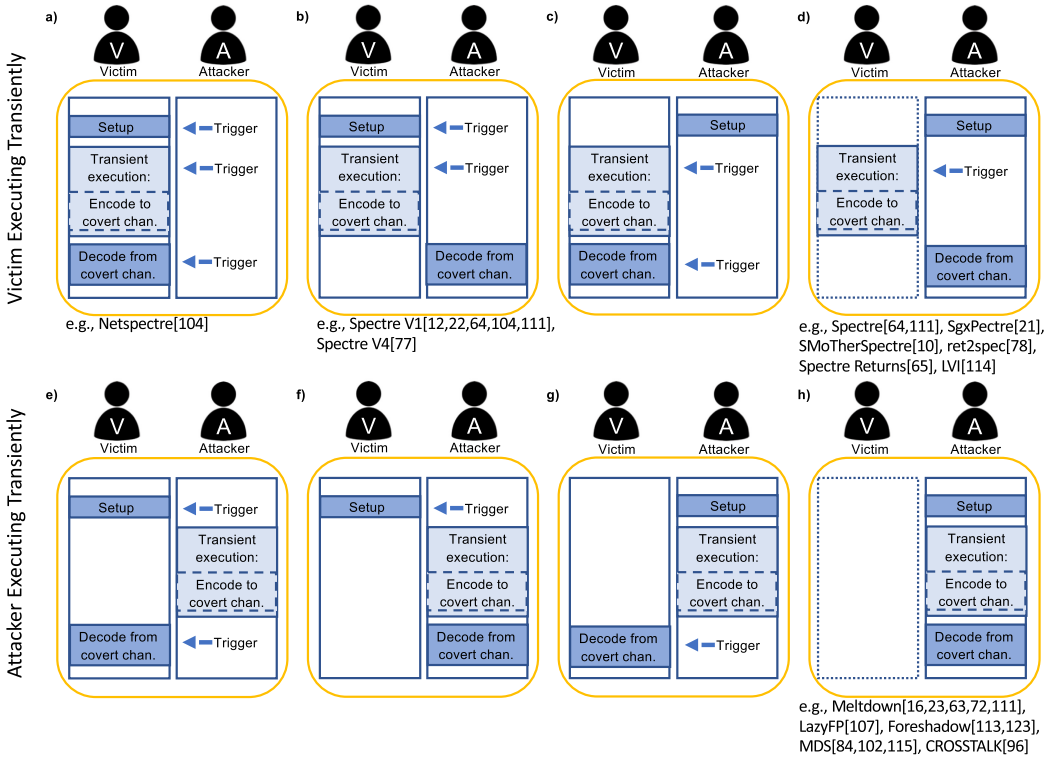 Victim Executing Transiently
a)
V
A
Victim
Attacker
Setup
Trigger
Transient
execution:
Trigger
Encode to
covert chan.
Decode from
covert chan.
Trigger
e.g., Netspectre[104]
b)
V
A
Victim
Attacker
Setup
Trigger
Transient
execution:
Trigger
Encode to
covert chan.
Decode from
covert chan.
e.g., Spectre V1[12,22,64,104,111],
Spectre V4[77]
c)
V
A
Victim
Attacker
Setup
Transient
execution:
Trigger
Encode to
covert chan.
Decode from
covert chan.
Trigger
d)
V
A
Victim
Attacker
Setup
Transient
execution:
Trigger
Encode to
covert chan.
Decode from
covert chan.
e.g., Spectre[64,111], SgxPectre[21],
SMoTherSpectre[10], ret2spec[78],
Spectre Returns[65], LVI[114]
Attacker Executing Transiently
e)
V
A
Victim
Attacker
Setup
Trigger
Transient
execution:
Encode to
covert chan.
Decode from
covert chan.
Trigger
f)
V
A
Victim
Attacker
Setup
Trigger
Transient
execution:
Encode to
covert chan.
Decode from
covert chan.
g)
V
A
Victim
Attacker
Setup
Transient
execution:
Encode to
covert chan.
Decode from
covert chan.
Trigger
h)
V
A
Victim
Attacker
Setup
Transient
execution:
Encode to
covert chan.
Decode from
covert chan.
e.g., Meltdown[16,23,63,72,111],
LazyFP[107], Foreshadow[113,123],
MDS[84,102,115], CROSSTALK[96]